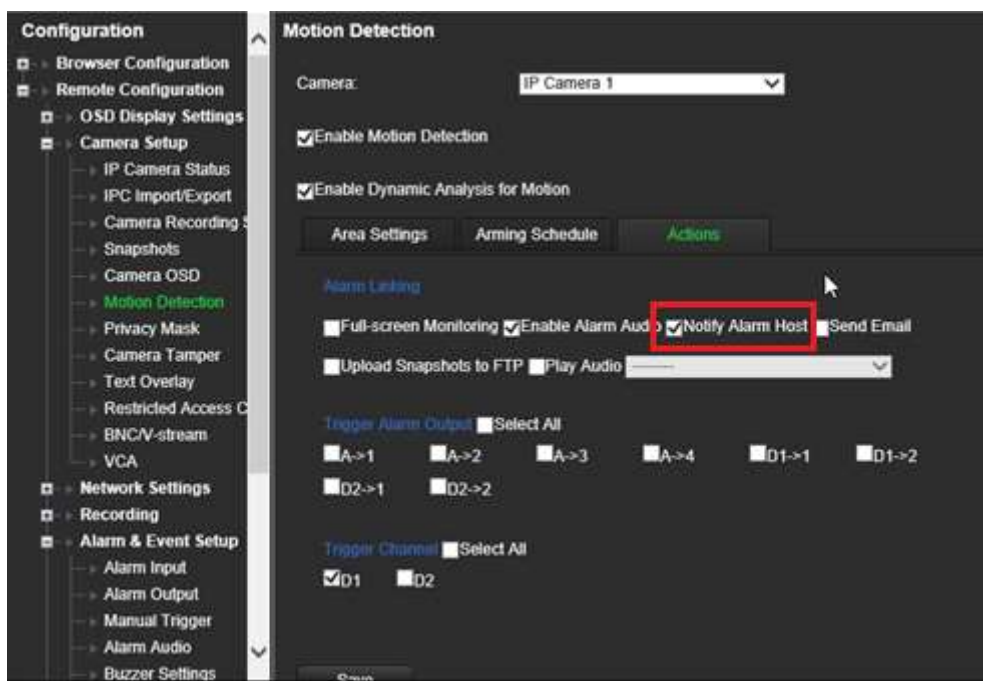 Configuration
Browser Configuration
Remote Configuration
OSD Display Settings
Camera Setup
IP Camera Status
IPC Import/Export
Camera Recording
Snapshots
Camera OSD
Motion Detection
Privacy Mask
Camera Tamper
Text Overlay
Restricted Access C
BNC/V-stream
VCA
Network Settings
Recording
Alarm & Event Setup
Alarm Input
Alarm Output
Manual Trigger
Alarm Audio
Buzzer Settings
Motion Detection
Camera: IP Camera 1
Enable Motion Detection
Enable Dynamic Analysis for Motion
Area Settings Arming Schedule Actions
Alarm Linking
Full-screen Monitoring Enable Alarm Audio Notify Alarm Host Send Email
Upload Snapshots to FTP Play Audio --------
Trigger Alarm Output Select All
A->1 A->2 A->3 A->4 D1->1 D1->2
D2->1 D2->2
Trigger Channel Select All
D1 D2
Save